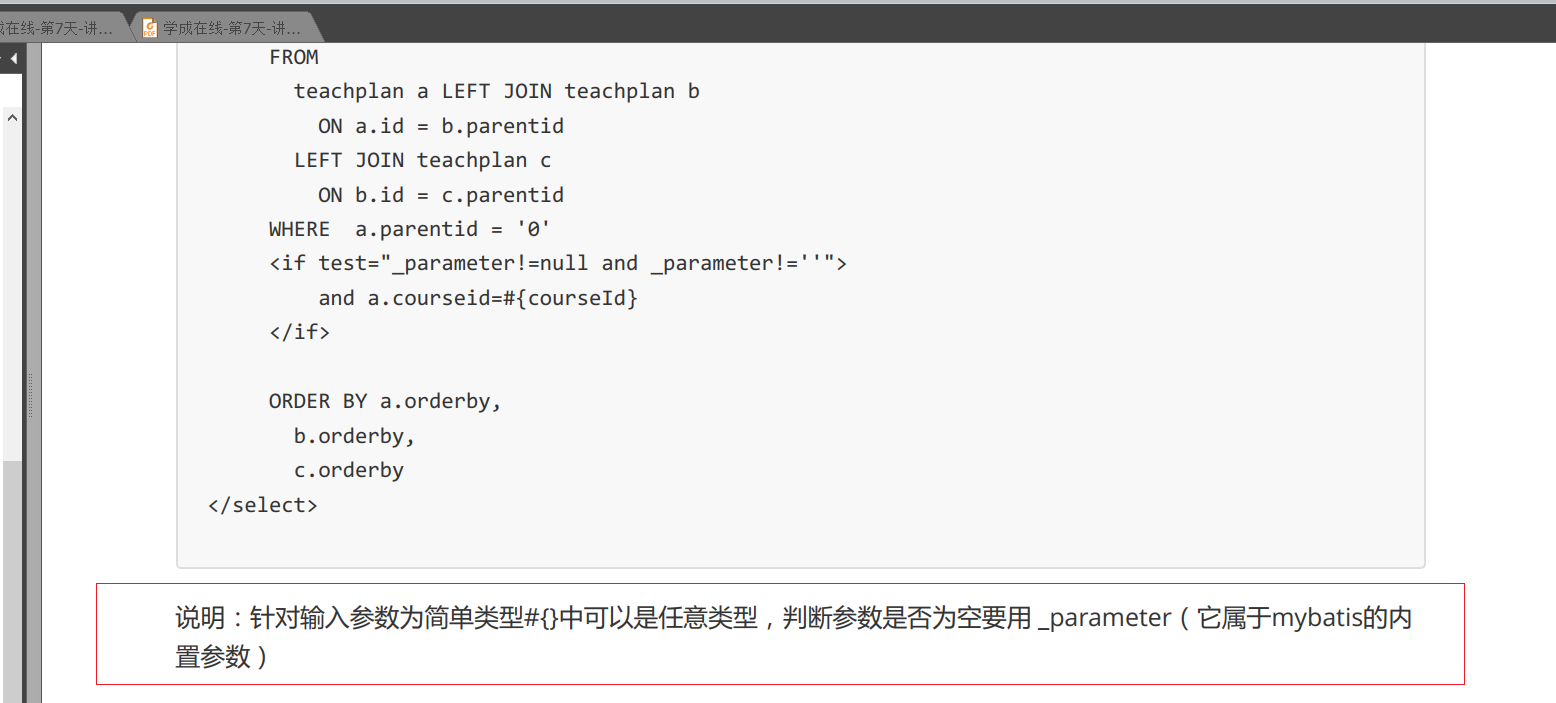 成在线-第7天-讲...
学成在线-第7天-讲...
FROM
teachplan a LEFT JOIN teachplan b
ON a.id = b.parentid
LEFT JOIN teachplan c
ON b.id = c.parentid
WHERE  a.parentid = '0'
<if test="_parameter!=null and _parameter!=''">
and a.courseid=#{courseId}
</if>
ORDER BY a.orderby,
b.orderby,
c.orderby
</select>
说明：针对输入参数为简单类型#{}中可以是任意类型，判断参数是否为空要用 _parameter（它属于mybatis的内
置参数）